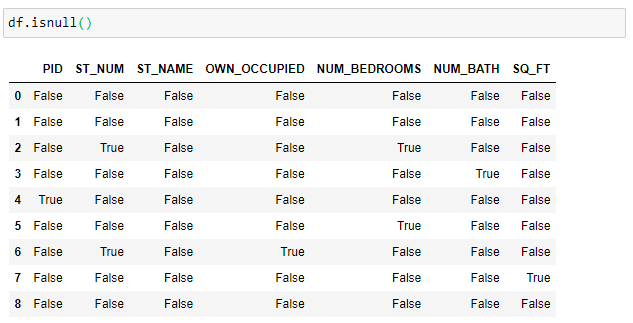 df.isnull()
PID ST_NUM ST_NAME OWN_OCCUPIED NUM_BEDROOMS NUM_BATH SQ_FT
0 False False False False False False False
1 False False False False False False False
2 False True False False True False False
3 False False False False False True False
4 True False False False False False False
5 False False False False True False False
6 False True False True False False False
7 False False False False False False True
8 False False False False False False False